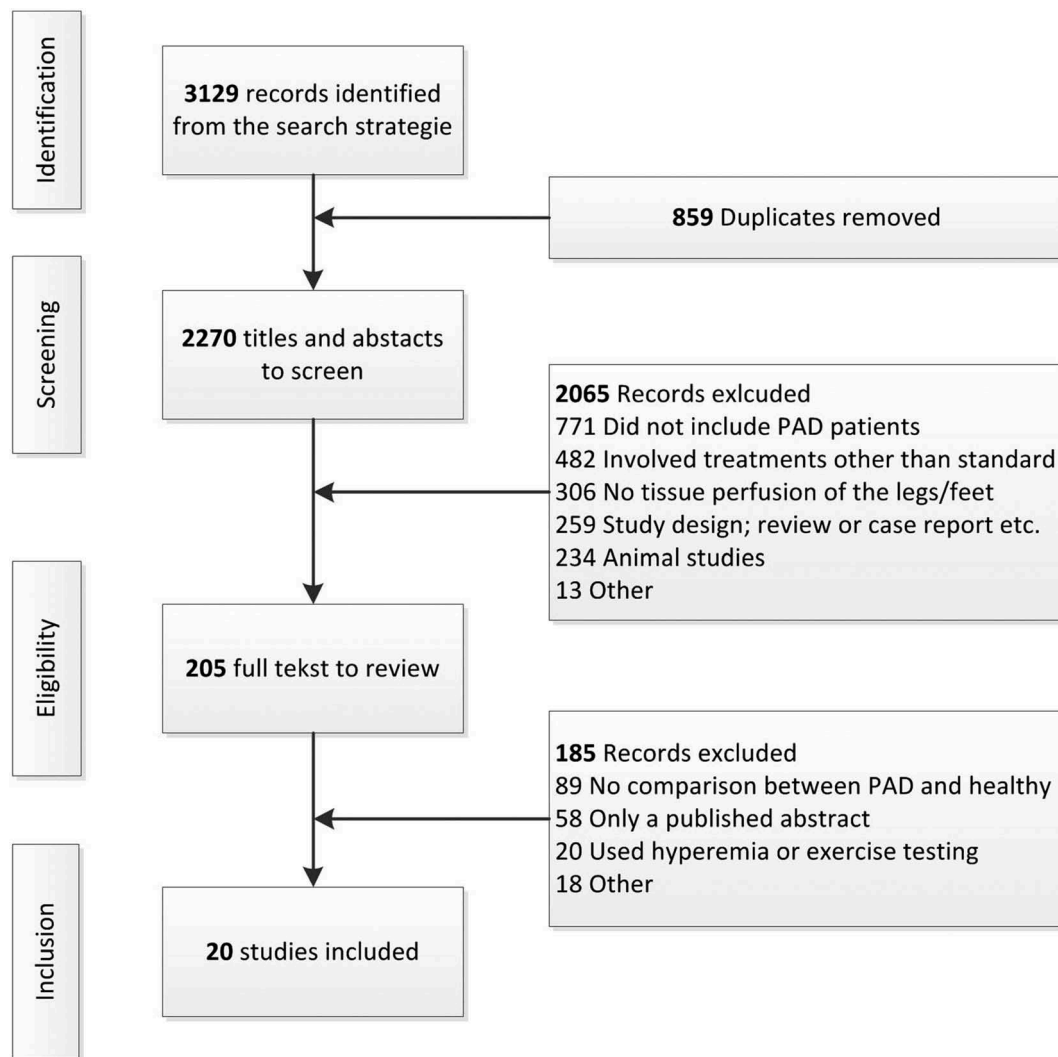 Identification
3129 records identified
from the search strategie
859 Duplicates removed
Screening
2270 titles and abstacts
to screen
2065 Records exlcuded
771 Did not include PAD patients
482 Involved treatments other than standard
306 No tissue perfusion of the legs/feet
259 Study design; review or case report etc.
234 Animal studies
13 Other
Eligibility
205 full tekst to review
185 Records excluded
89 No comparison between PAD and healthy
58 Only a published abstract
20 Used hyperemia or exercise testing
18 Other
Inclusion
20 studies included